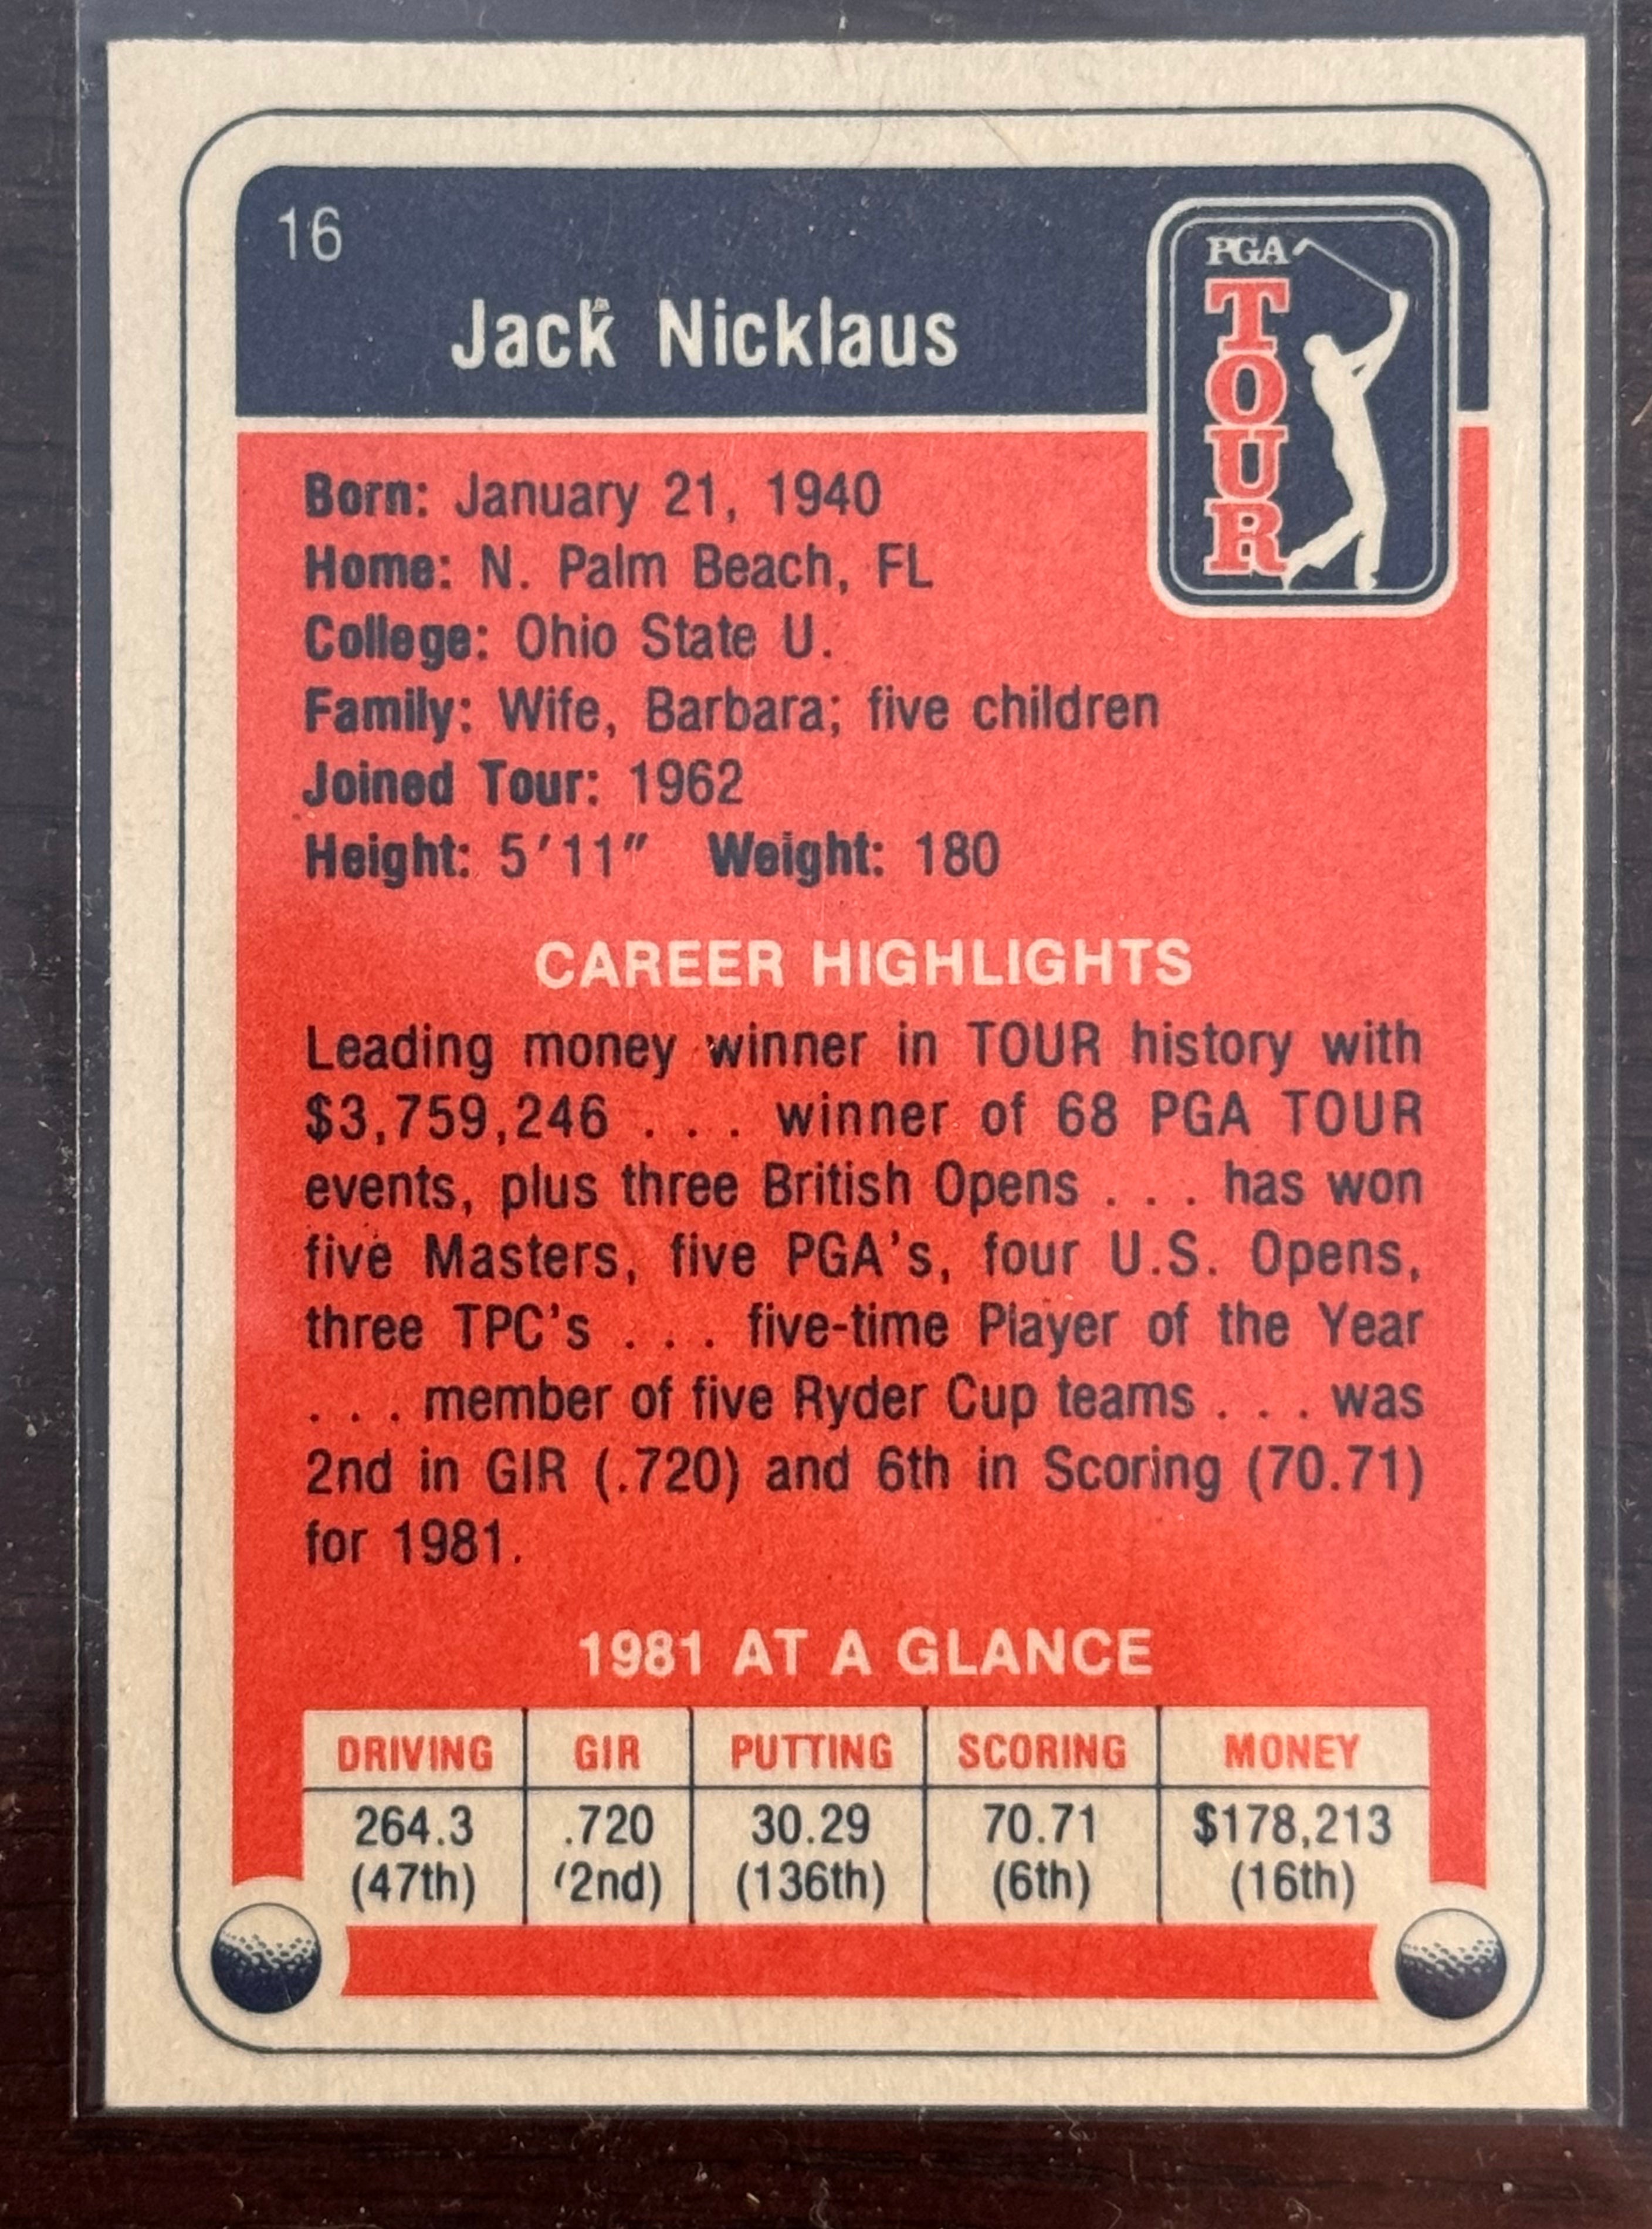 16
Jack Nicklaus
PGA
TOUR
Born: January 21, 1940
Home: N. Palm Beach, FL
College: Ohio State U.
Family: Wife, Barbara; five children
Joined Tour: 1962
Height: 5'11" Weight: 180
CAREER HIGHLIGHTS
Leading money winner in TOUR history with
$3,759,246 . . . winner of 68 PGA TOUR
events, plus three British Opens . . . has won
five Masters, five PGA's, four U.S. Opens,
three TPC's . . . five-time Player of the Year
. . . member of five Ryder Cup teams . . . was
2nd in GIR (.720) and 6th in Scoring (70.71)
for 1981.
1981 AT A GLANCE
DRIVING GIR PUTTING SCORING MONEY
264.3 .720 30.29 70.71 $178,213
(47th) (2nd) (136th) (6th) (16th)